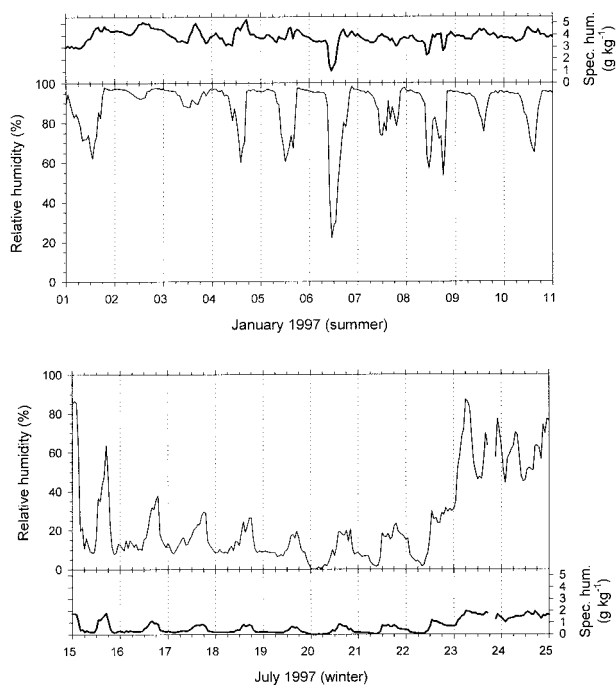 5
4
3
2
1
0
Spec. hum.
(g kg-1)
100
80
60
40
20
0
Relative humidity (%)
01 02 03 04 05 06 07 08 09 10 11
January 1997 (summer)
100
80
60
40
20
0
Relative humidity (%)
5
4
3
2
1
0
Spec. hum.
(g kg-1)
15 16 17 18 19 20 21 22 23 24 25
July 1997 (winter)